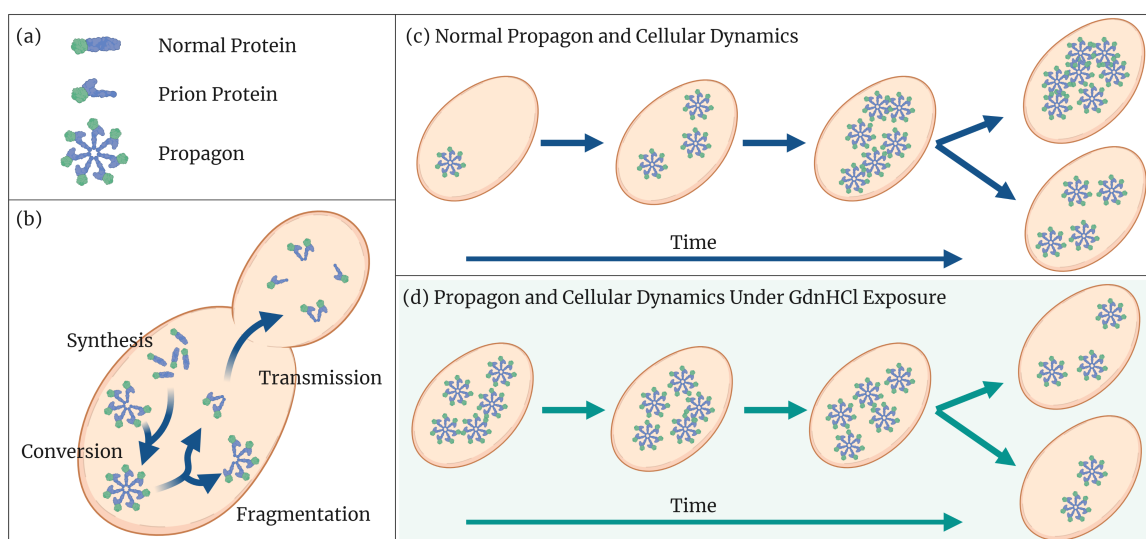 (a)
Normal Protein
Prion Protein
Propagon
(b)
Synthesis
Transmission
Conversion
Fragmentation
(c) Normal Propagon and Cellular Dynamics
Time
(d) Propagon and Cellular Dynamics Under GdnHCl Exposure
Time